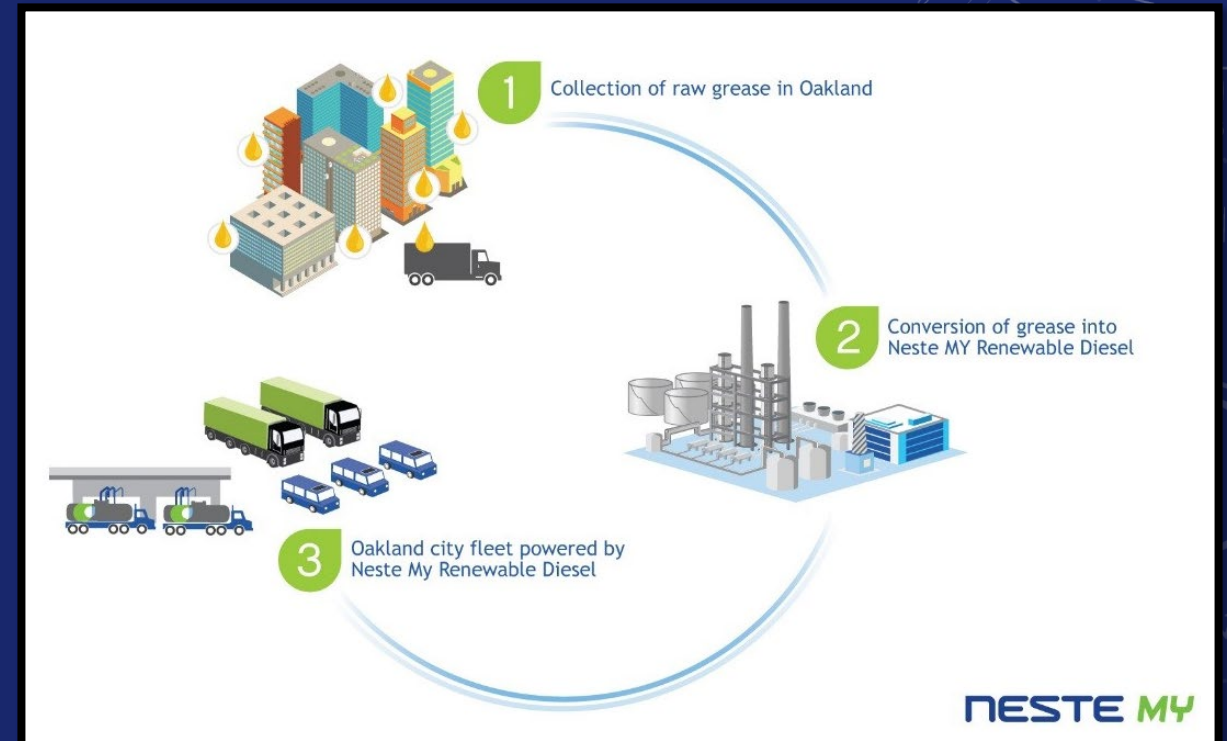 1
Collection of raw grease in Oakland
2
Conversion of grease into
Neste MY Renewable Diesel
3
Oakland city fleet powered by
Neste My Renewable Diesel
NESTE MY